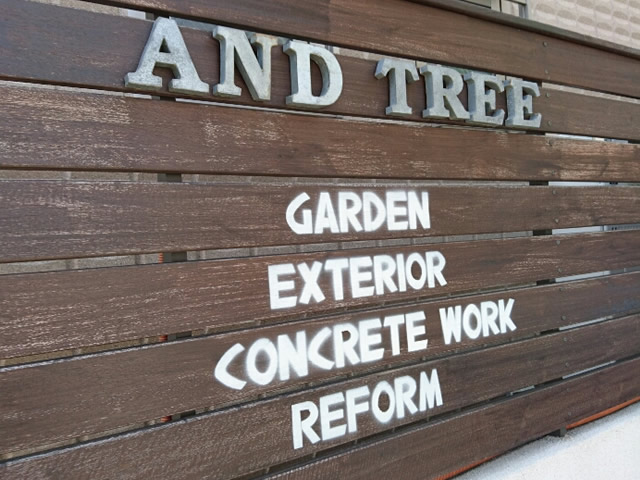 AND TREE
GARDEN
EXTERIOR
CONCRETE WORK
REFORM